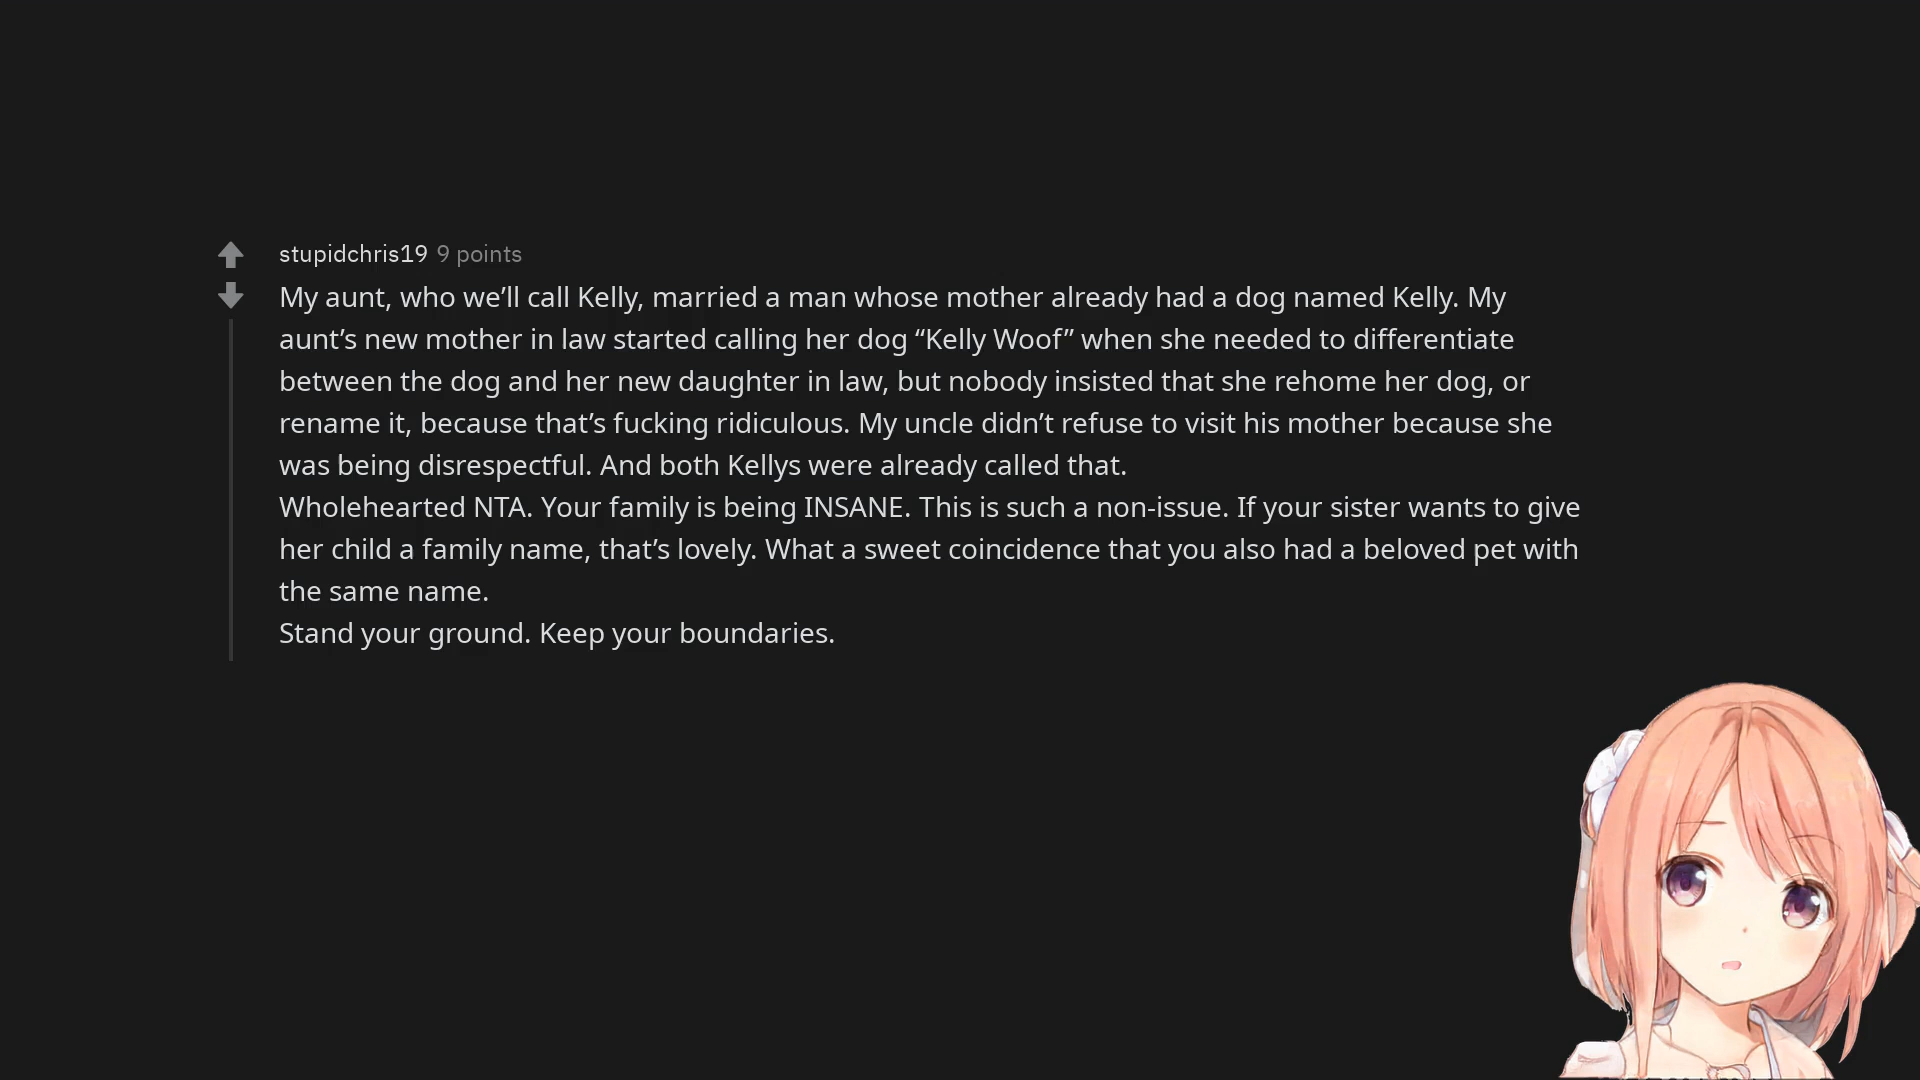 stupidchris19 9 points
My aunt, who we’ll call Kelly, married a man whose mother already had a dog named Kelly. My
aunt’s new mother in law started calling her dog “Kelly Woof” when she needed to differentiate
between the dog and her new daughter in law, but nobody insisted that she rehome her dog, or
rename it, because that’s fucking ridiculous. My uncle didn’t refuse to visit his mother because she
was being disrespectful. And both Kellys were already called that.
Wholehearted NTA. Your family is being INSANE. This is such a non-issue. If your sister wants to give
her child a family name, that’s lovely. What a sweet coincidence that you also had a beloved pet with
the same name.
Stand your ground. Keep your boundaries.